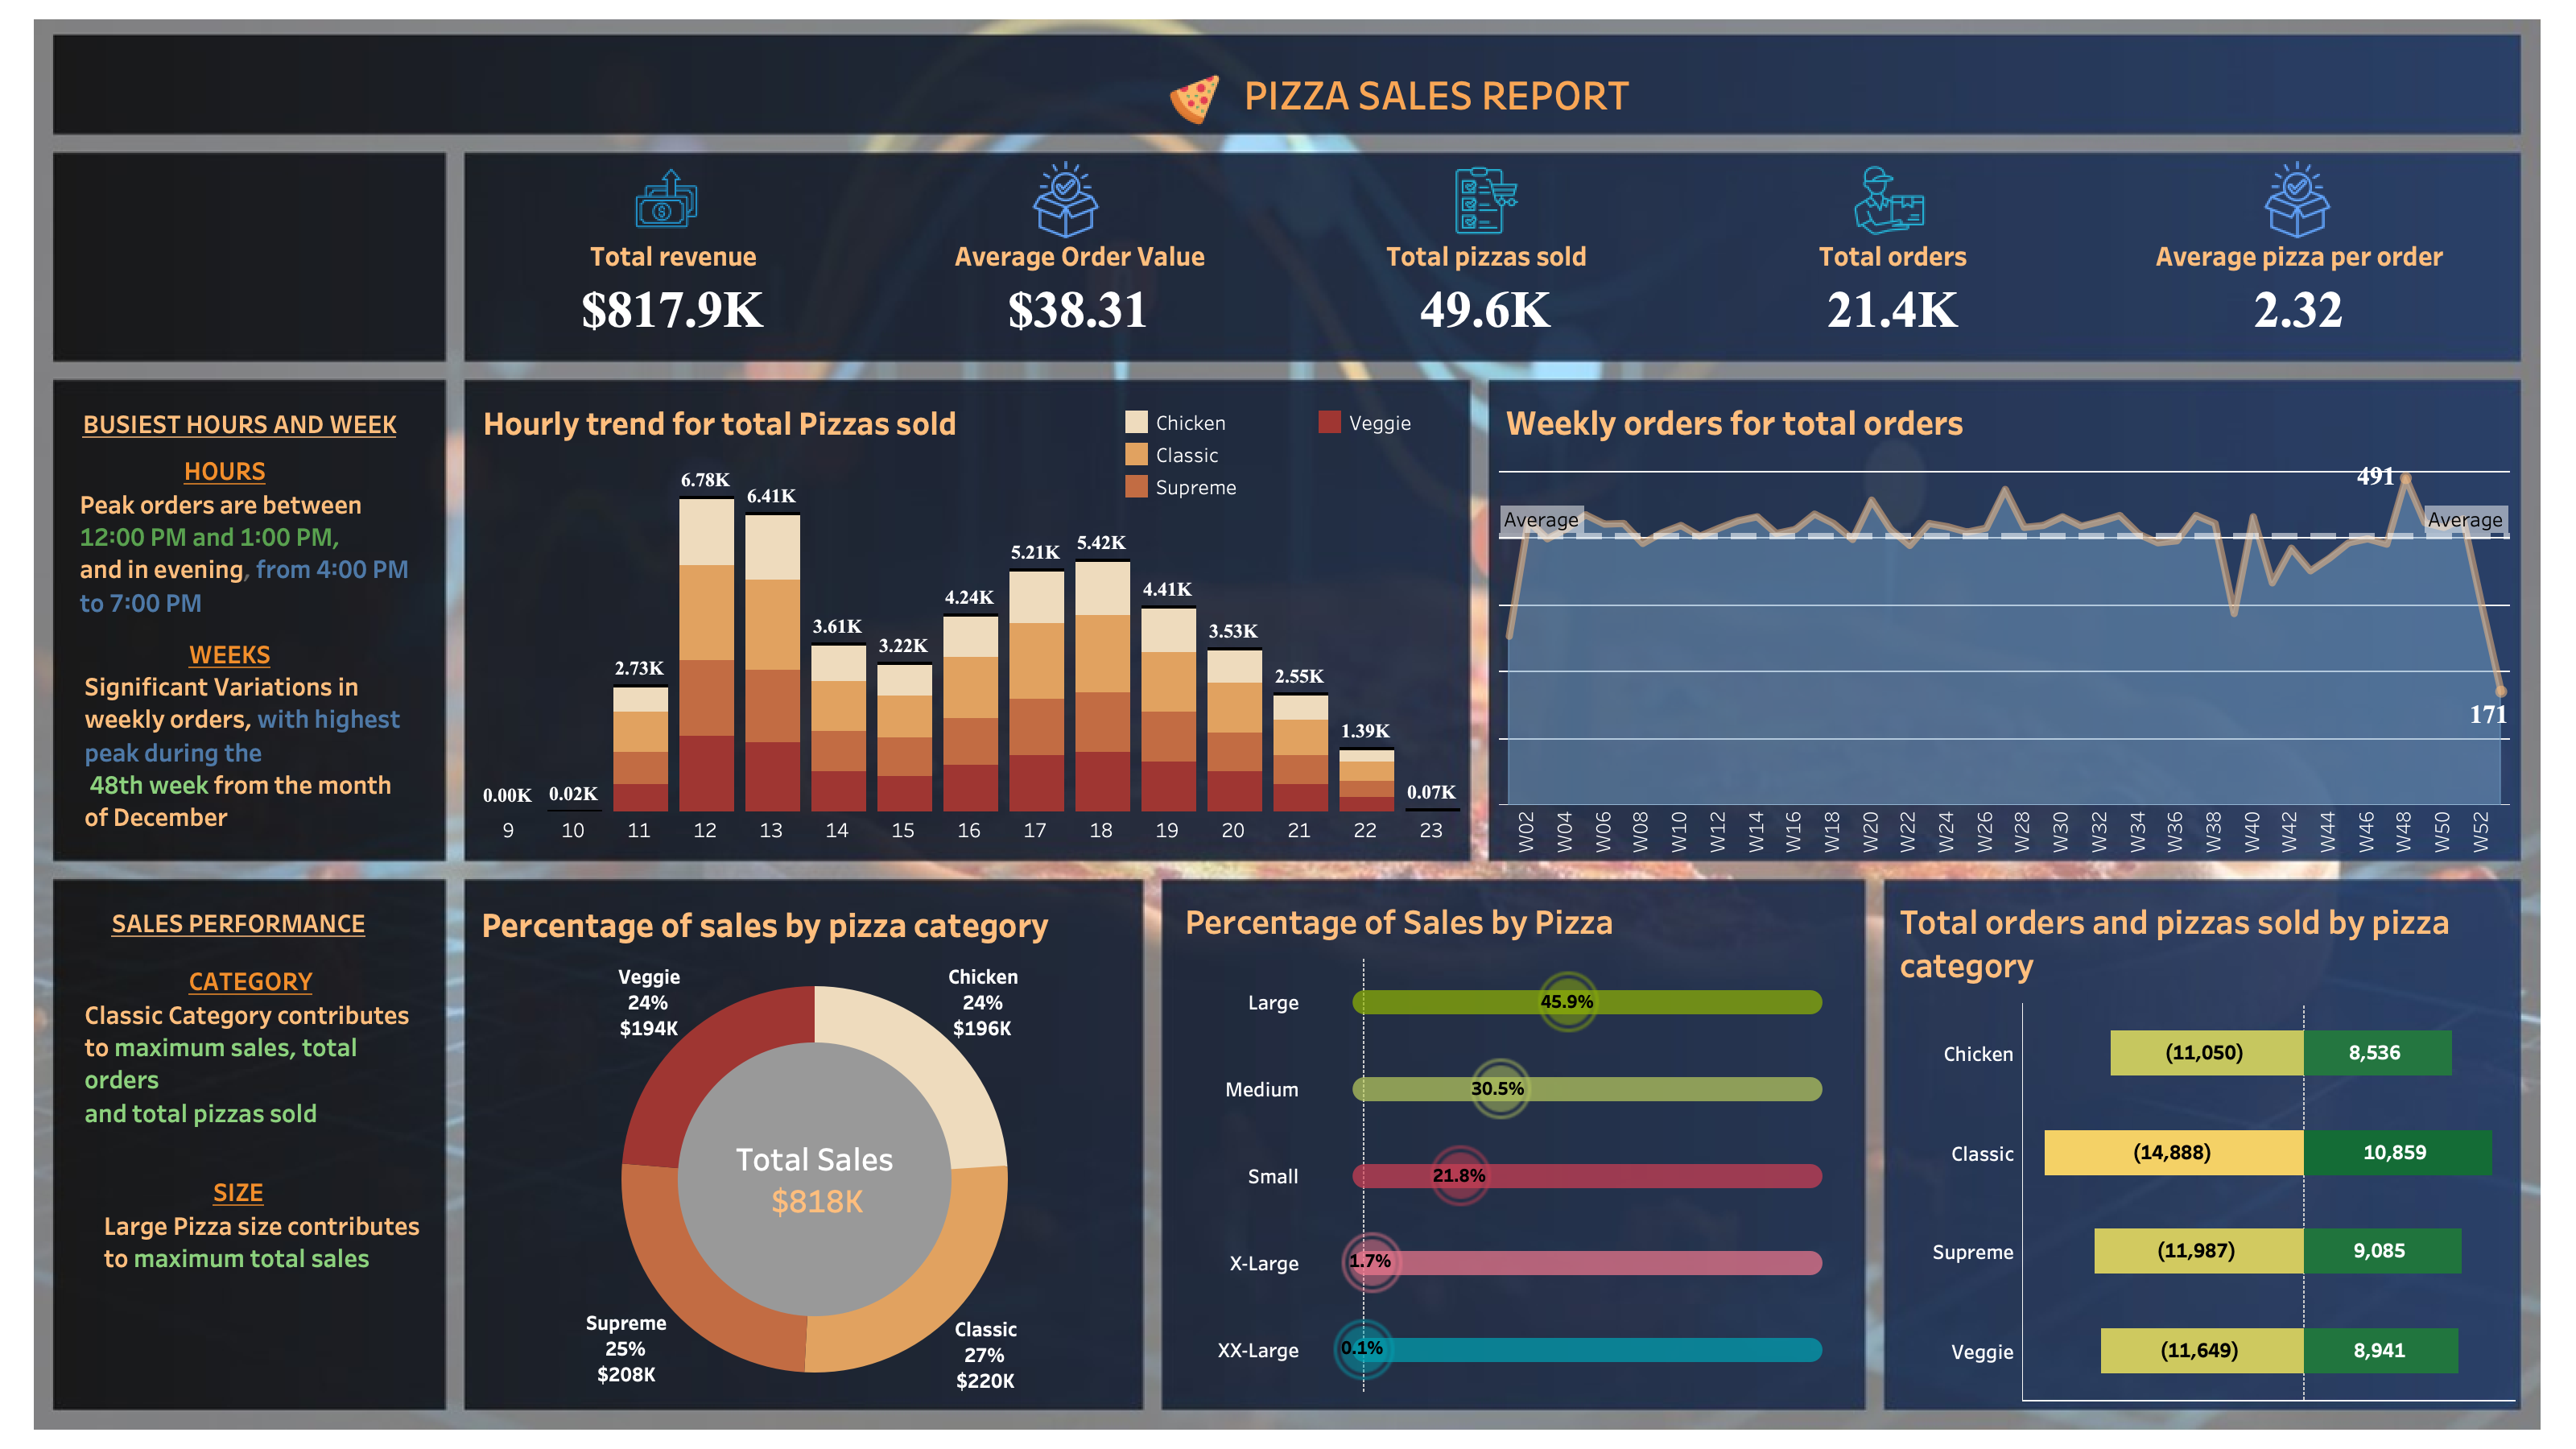 PIZZA SALES REPORT
Total revenue
$817.9K
Average Order Value
$38.31
Total pizzas sold
49.6K
Total orders
21.4K
Average pizza per order
2.32
BUSIEST HOURS AND WEEK
HOURS
Peak orders are between
12:00 PM and 1:00 PM,
and in evening, from 4:00 PM
to 7:00 PM
WEEKS
Significant Variations in
weekly orders, with highest
peak during the
48th week from the month
of December
Hourly trend for total Pizzas sold
Chicken
Veggie
Classic
Supreme
0.00K
0.02K
2.73K
6.78K
6.41K
3.61K
3.22K
4.24K
5.21K
5.42K
4.41K
3.53K
2.55K
1.39K
0.07K
9 10 11 12 13 14 15 16 17 18 19 20 21 22 23
Weekly orders for total orders
491
Average
Average
171
W02 W04 W06 W08 W10 W12 W14 W16 W18 W20 W22 W24 W26 W28 W30 W32 W34 W36 W38 W40 W42 W44 W46 W48 W50 W52
SALES PERFORMANCE
CATEGORY
Classic Category contributes
to maximum sales, total
orders
and total pizzas sold
SIZE
Large Pizza size contributes
to maximum total sales
Percentage of sales by pizza category
Veggie
24%
$194K
Chicken
24%
$196K
Total Sales
$818K
Supreme
25%
$208K
Classic
27%
$220K
Percentage of Sales by Pizza
Large
45.9%
Medium
30.5%
Small
21.8%
X-Large
1.7%
XX-Large
0.1%
Total orders and pizzas sold by pizza
category
Chicken
(11,050)
8,536
Classic
(14,888)
10,859
Supreme
(11,987)
9,085
Veggie
(11,649)
8,941